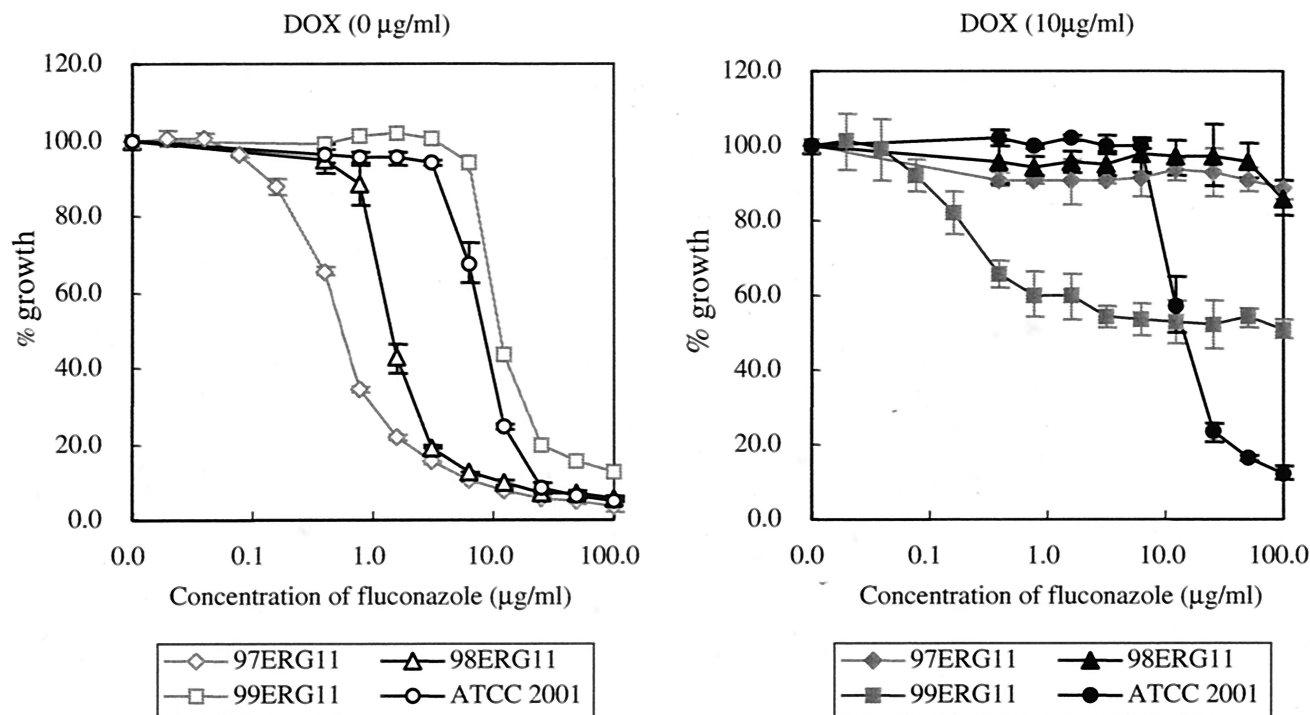 DOX (0 μg/ml)
120.0
100.0
80.0
60.0
40.0
20.0
0.0
% growth
0.0 0.1 1.0 10.0 100.0
Concentration of fluconazole (μg/ml)
97ERG11 98ERG11
99ERG11 ATCC 2001
DOX (10μg/ml)
120.0
100.0
80.0
60.0
40.0
20.0
0.0
% growth
0.0 0.1 1.0 10.0 100.0
Concentration of fluconazole (μg/ml)
97ERG11 98ERG11
99ERG11 ATCC 2001